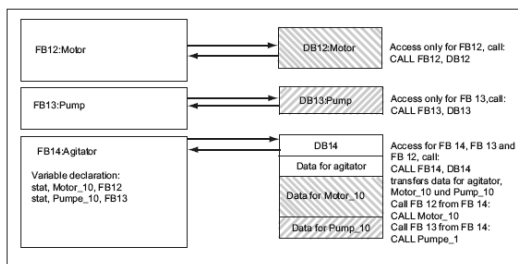 FB12:Motor
DB12:Motor
Access only for FB12, call:
CALL FB12, DB12
FB13:Pump
DB13:Pump
Access only for FB 13,call:
CALL FB13, DB13
FB14:Agitator
Variable declaration:
stat, Motor_10, FB12
stat, Pumpe_10, FB13
DB14
Data for agitator
Data for Motor_10
Data for Pump_10
Access for FB 14, FB 13 and
FB 12, call:
CALL FB14, DB14
transfers data for agitator,
Motor_10 und Pump_10
Call FB 12 from FB 14:
CALL Motor_10
Call FB 13 from FB 14:
CALL Pumpe_1